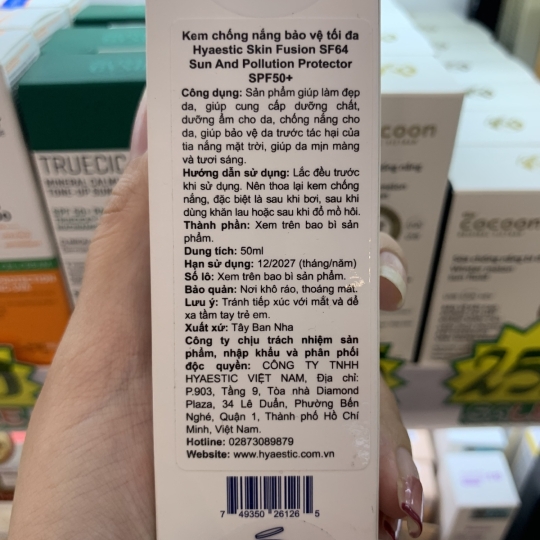 Kem chống nắng bảo vệ tối đa
Hyaestic Skin Fusion SF64
Sun And Pollution Protector
SPF50+
Công dụng: Sản phẩm giúp làm đẹp
da, giúp cung cấp dưỡng chất,
dưỡng ẩm cho da, chống nắng cho
da, giúp bảo vệ da trước tác hại của
tia nắng mặt trời, giúp da mịn màng
và tươi sáng.
Hướng dẫn sử dụng: Lắc đều trước
khi sử dụng. Nên thoa lại kem chống
nắng, đặc biệt là sau khi bơi, sau khi
dùng khăn lau hoặc sau khi đổ mồ hôi.
Thành phần: Xem trên bao bì sản
phẩm.
Dung tích: 50ml
Hạn sử dụng: 12/2027 (tháng/năm)
Số lô: Xem trên bao bì sản phẩm.
Bảo quản: Nơi khô ráo, thoáng mát.
Lưu ý: Tránh tiếp xúc với mắt và để
xa tầm tay trẻ em.
Xuất xứ: Tây Ban Nha
Công ty chịu trách nhiệm sản
phẩm, nhập khẩu và phân phối
độc quyền: CÔNG TY TNHH
HYAESTIC VIỆT NAM, Địa chỉ:
P.903, Tầng 9, Tòa nhà Diamond
Plaza, 34 Lê Duẩn, Phường Bến
Nghé, Quận 1, Thành phố Hồ Chí
Minh, Việt Nam.
Hotline: 02873089879
Website: www.hyaestic.com.vn
7 49350 26126 5
TRUECIC
MINERAL CALM
TONE-UP SUN
coon
Cocoon
25